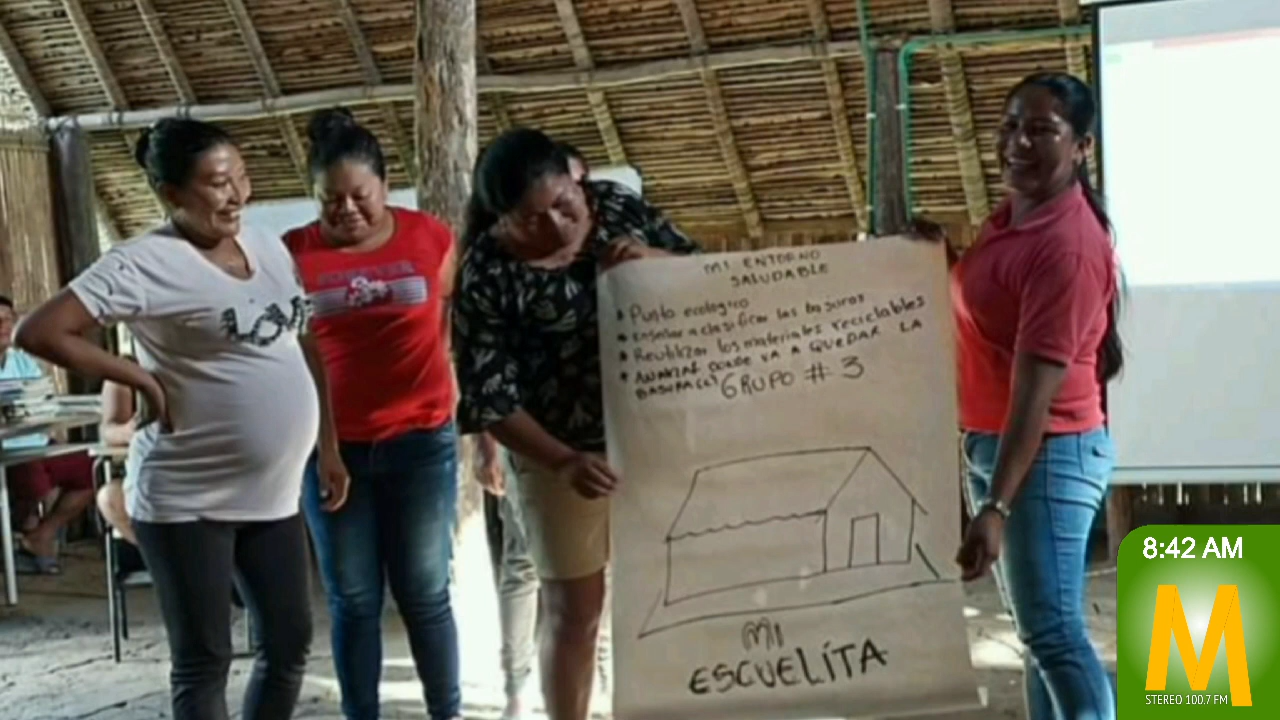 LOVE
MI ENTORNO
SALUDABLE
* Punto ecologico
* enseñar a clasificar las basuras
* Reutilizar los materiales reciclables
* ANALIZAR DONDE VA A QUEDAR LA
BASURA
GRUPO # 3
MI
ESCUELITA
8:42 AM
M
STEREO 100.7 FM